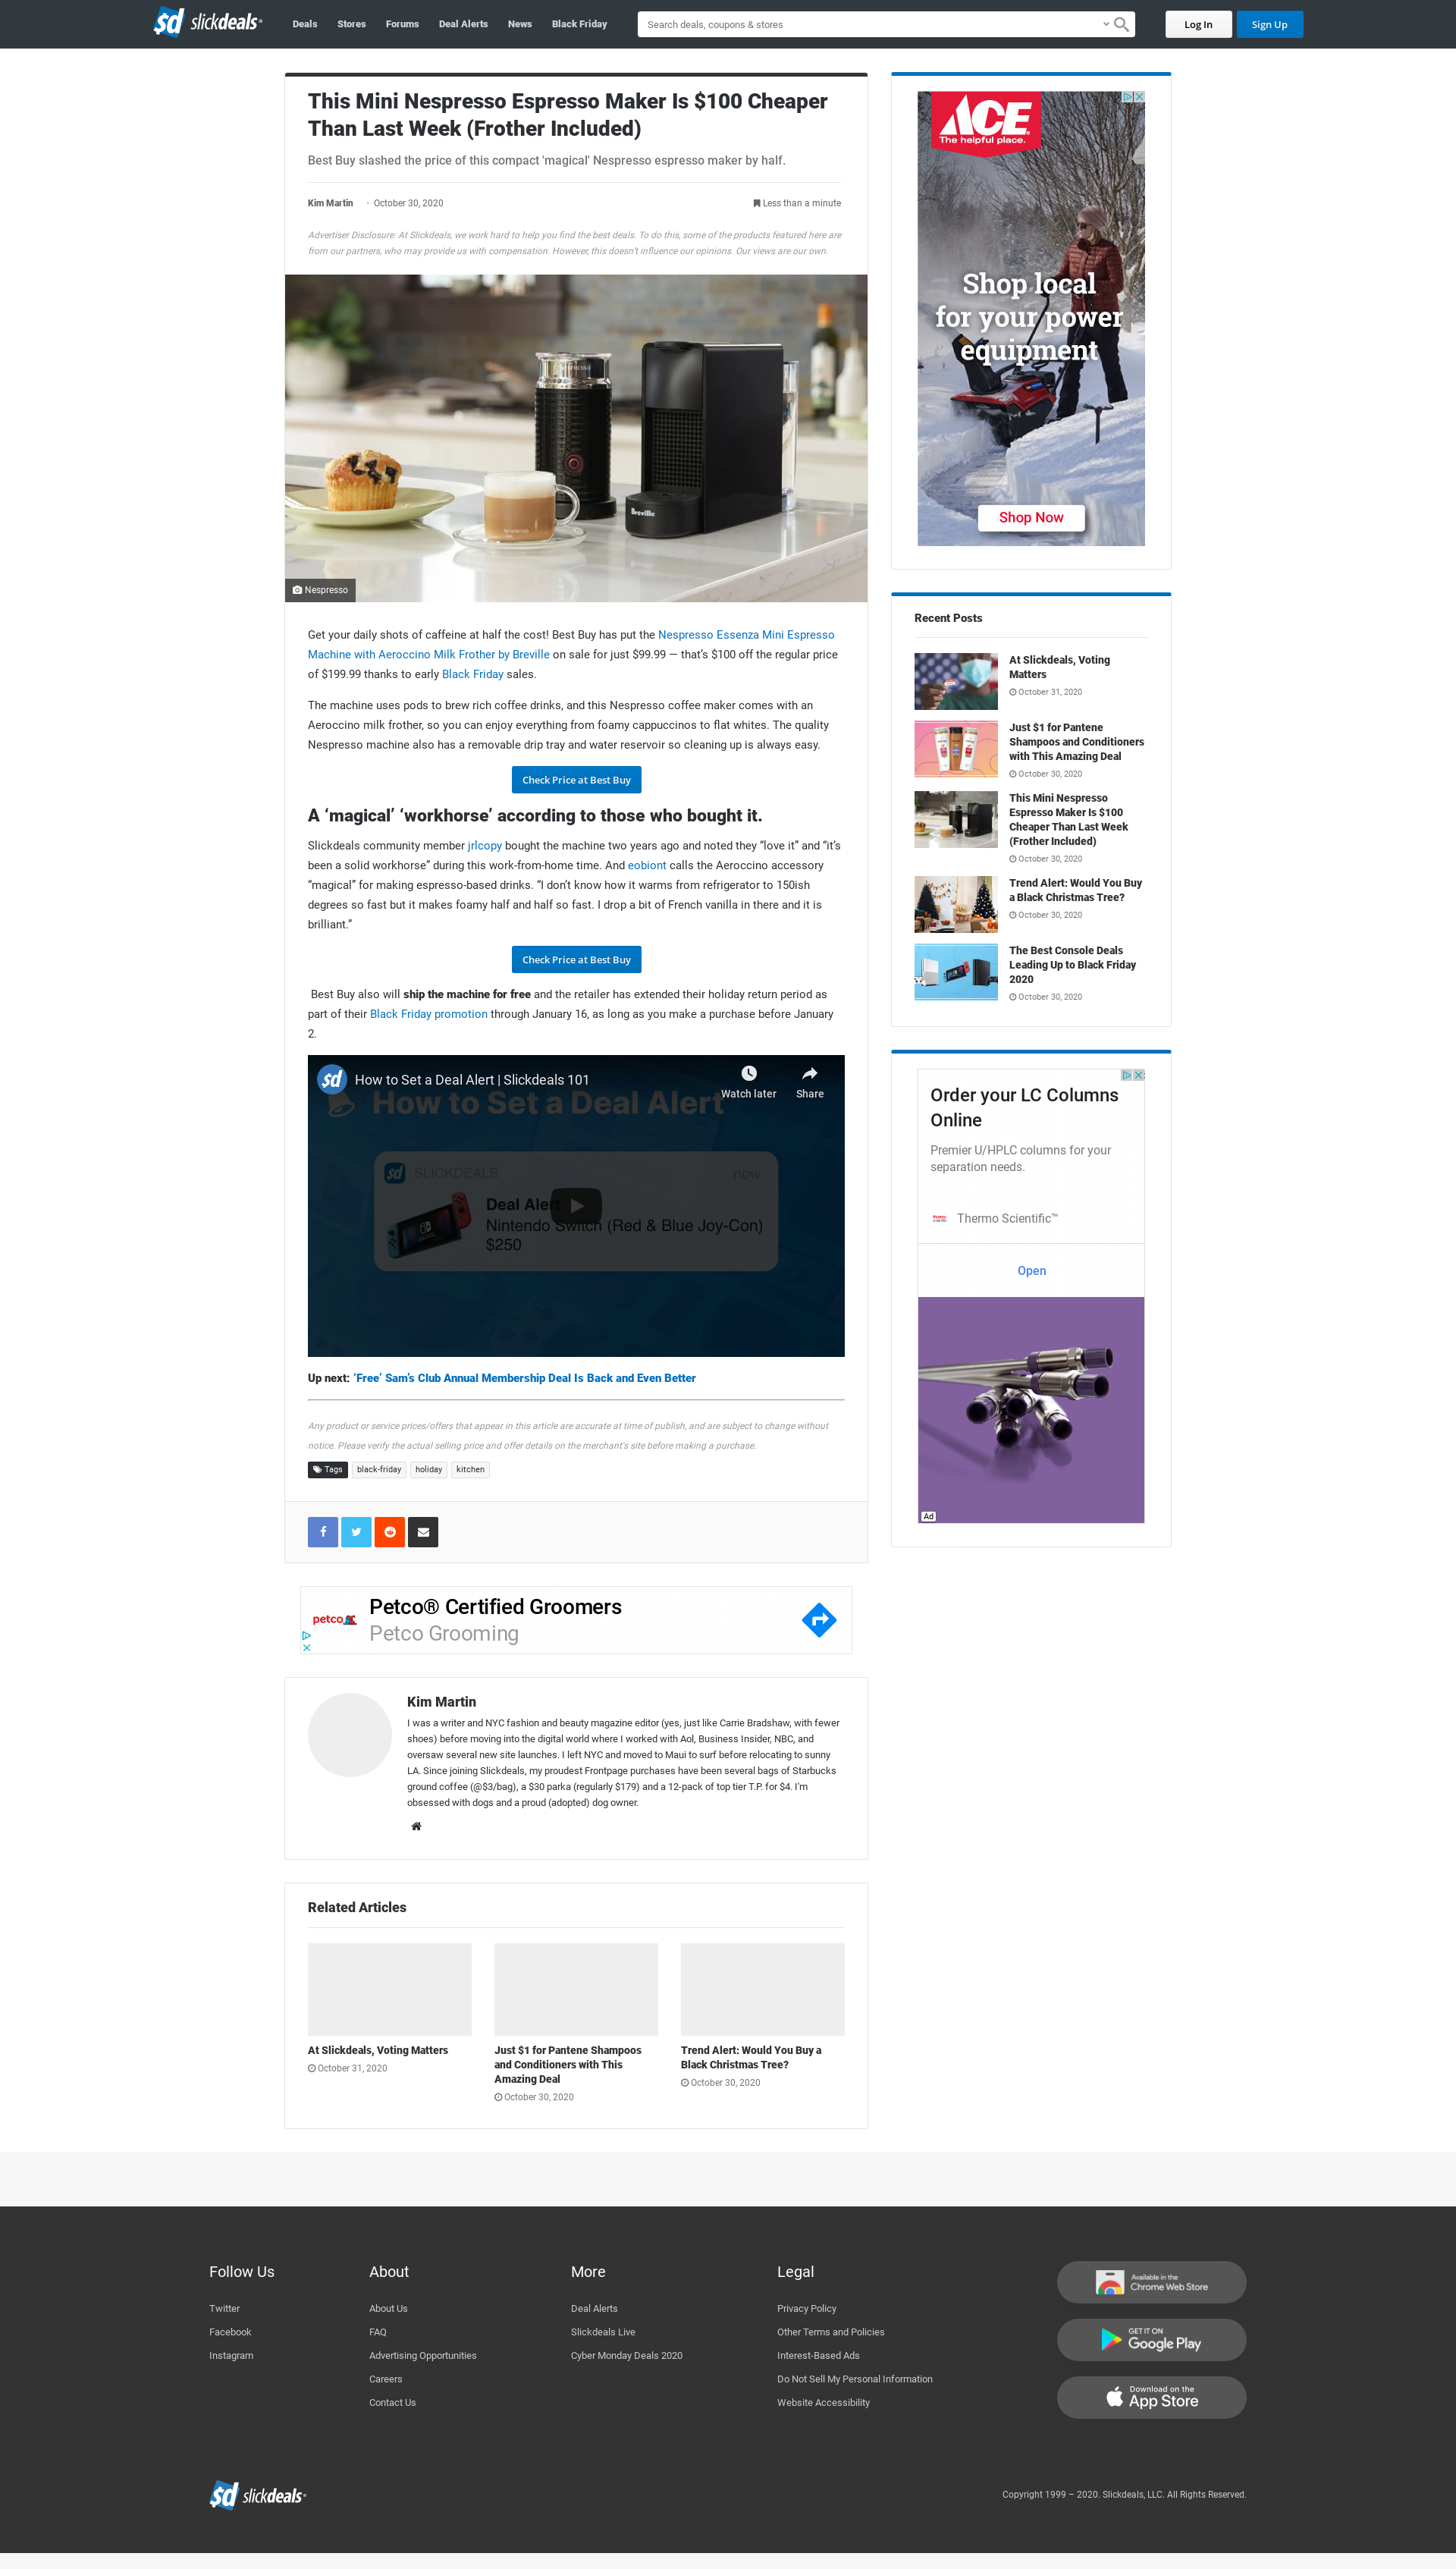 sd slickdeals
Deals Stores Forums Deal Alerts News Black Friday
Search deals, coupons & stores
Log In
Sign Up
This Mini Nespresso Espresso Maker Is $100 Cheaper
Than Last Week (Frother Included)
Best Buy slashed the price of this compact 'magical' Nespresso espresso maker by half.
Kim Martin · October 30, 2020
Less than a minute
Advertiser Disclosure: At Slickdeals, we work hard to help you find the best deals. To do this, some of the products featured here are
from our partners, who may provide us with compensation. However, this doesn’t influence our opinions. Our views are our own.
NESPRESSO
Breville
Nespresso
Get your daily shots of caffeine at half the cost! Best Buy has put the Nespresso Essenza Mini Espresso
Machine with Aeroccino Milk Frother by Breville on sale for just $99.99 — that’s $100 off the regular price
of $199.99 thanks to early Black Friday sales.
The machine uses pods to brew rich coffee drinks, and this Nespresso coffee maker comes with an
Aeroccino milk frother, so you can enjoy everything from foamy cappuccinos to flat whites. The quality
Nespresso machine also has a removable drip tray and water reservoir so cleaning up is always easy.
Check Price at Best Buy
A ‘magical’ ‘workhorse’ according to those who bought it.
Slickdeals community member jrlcopy bought the machine two years ago and noted they “love it” and “it’s
been a solid workhorse” during this work-from-home time. And eobiont calls the Aeroccino accessory
“magical” for making espresso-based drinks. “I don’t know how it warms from refrigerator to 150ish
degrees so fast but it makes foamy half and half so fast. I drop a bit of French vanilla in there and it is
brilliant.”
Check Price at Best Buy
Best Buy also will ship the machine for free and the retailer has extended their holiday return period as
part of their Black Friday promotion through January 16, as long as you make a purchase before January
2.
sd
How to Set a Deal Alert | Slickdeals 101
Watch later
Share
How to Set a Deal Alert
sd SLICKDEALS
now
Deal Alert
Nintendo Switch (Red & Blue Joy-Con)
$250
Up next: ‘Free’ Sam’s Club Annual Membership Deal Is Back and Even Better
Any product or service prices/offers that appear in this article are accurate at time of publish, and are subject to change without
notice. Please verify the actual selling price and offer details on the merchant’s site before making a purchase.
Tags black-friday holiday kitchen
petco
Petco® Certified Groomers
Petco Grooming
Kim Martin
I was a writer and NYC fashion and beauty magazine editor (yes, just like Carrie Bradshaw, with fewer
shoes) before moving into the digital world where I worked with Aol, Business Insider, NBC, and
oversaw several new site launches. I left NYC and moved to Maui to surf before relocating to sunny
LA. Since joining Slickdeals, my proudest Frontpage purchases have been several bags of Starbucks
ground coffee (@$3/bag), a $30 parka (regularly $179) and a 12-pack of top tier T.P. for $4. I'm
obsessed with dogs and a proud (adopted) dog owner.
Related Articles
At Slickdeals, Voting Matters
October 31, 2020
Just $1 for Pantene Shampoos
and Conditioners with This
Amazing Deal
October 30, 2020
Trend Alert: Would You Buy a
Black Christmas Tree?
October 30, 2020
ACE
The helpful place.
Shop local
for your power
equipment
Shop Now
Recent Posts
At Slickdeals, Voting
Matters
October 31, 2020
Just $1 for Pantene
Shampoos and Conditioners
with This Amazing Deal
October 30, 2020
This Mini Nespresso
Espresso Maker Is $100
Cheaper Than Last Week
(Frother Included)
October 30, 2020
Trend Alert: Would You Buy
a Black Christmas Tree?
October 30, 2020
The Best Console Deals
Leading Up to Black Friday
2020
October 30, 2020
Order your LC Columns
Online
Premier U/HPLC columns for your
separation needs.
Thermo Scientific™
Open
Ad
Follow Us
Twitter
Facebook
Instagram
About
About Us
FAQ
Advertising Opportunities
Careers
Contact Us
More
Deal Alerts
Slickdeals Live
Cyber Monday Deals 2020
Legal
Privacy Policy
Other Terms and Policies
Interest-Based Ads
Do Not Sell My Personal Information
Website Accessibility
Available in the
Chrome Web Store
GET IT ON
Google Play
Download on the
App Store
sd slickdeals
Copyright 1999 – 2020. Slickdeals, LLC. All Rights Reserved.